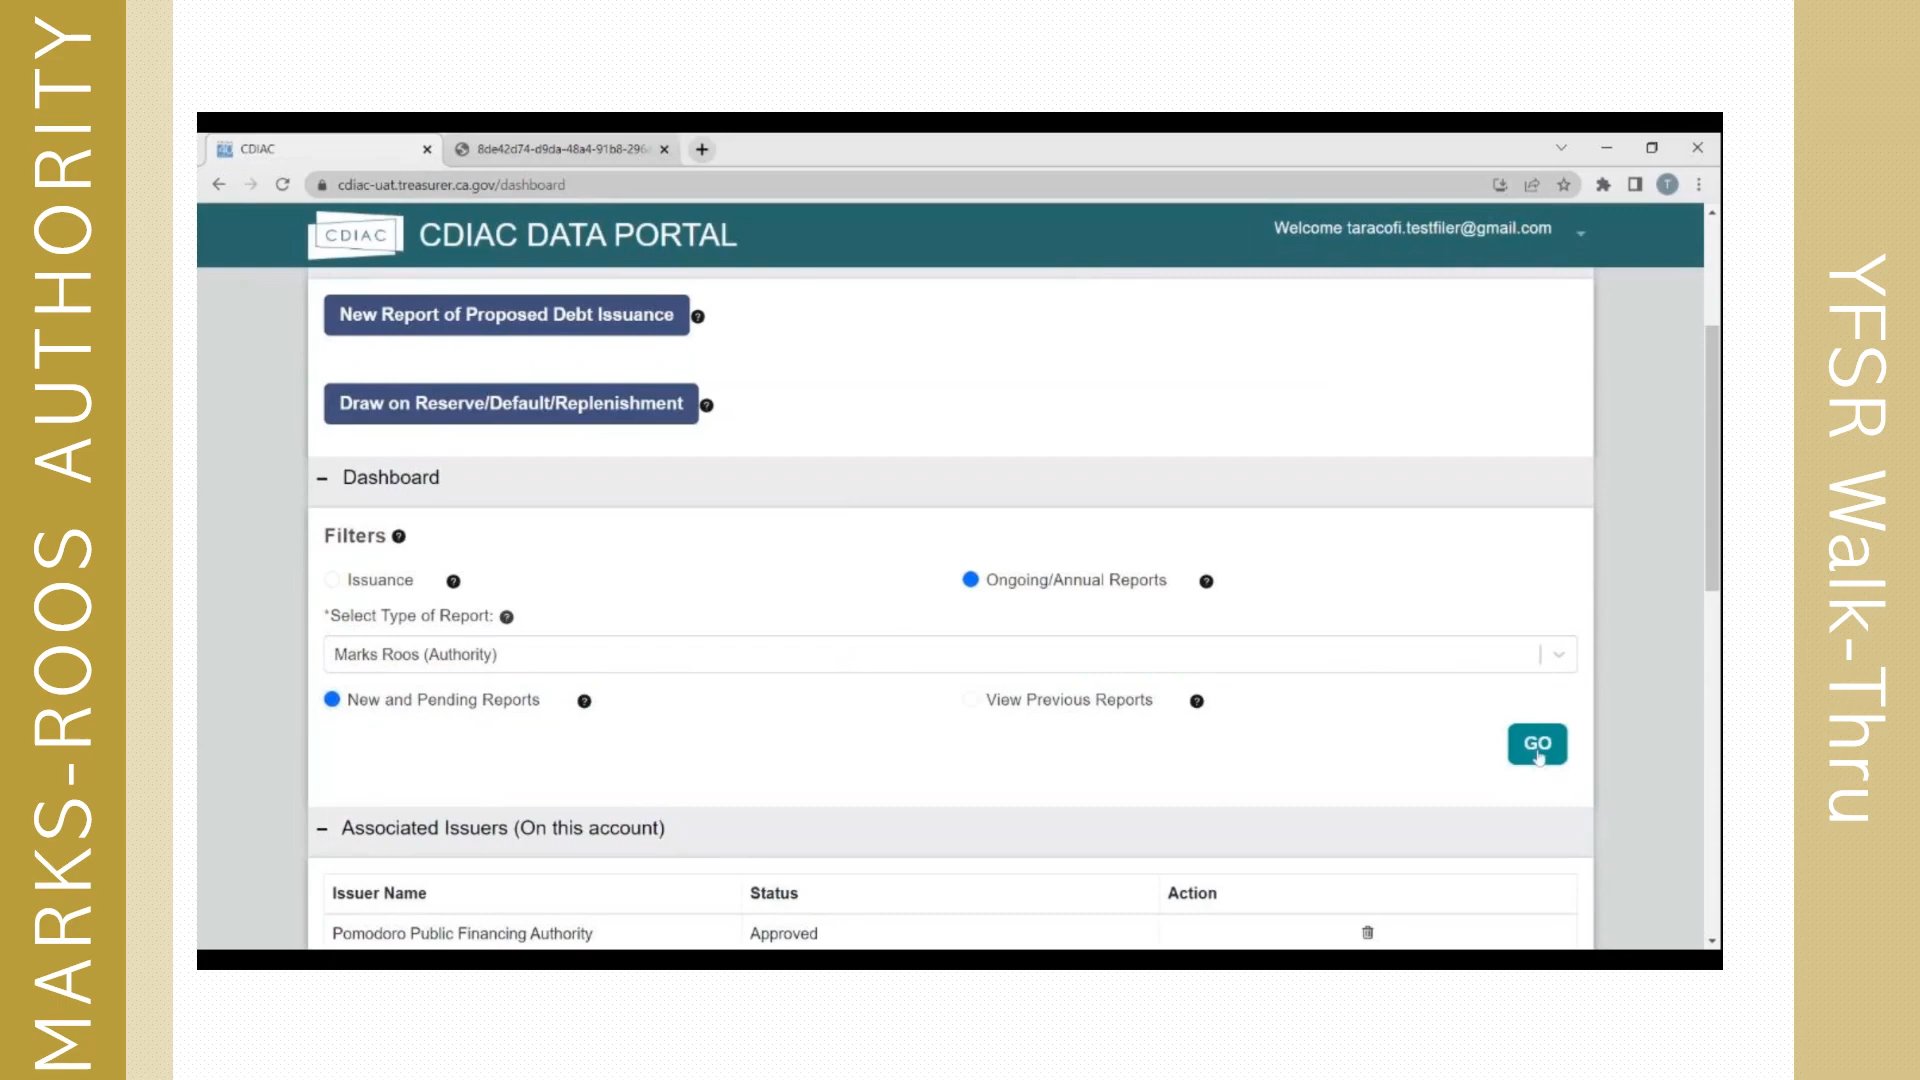 MARKS-ROOS AUTHORITY
CDIAC
8de42d74-d9da-48a4-91b8-296
cdiac-uat.treasurer.ca.gov/dashboard
T
CDIAC
CDIAC DATA PORTAL
Welcome taracofi.testfiler@gmail.com
New Report of Proposed Debt Issuance ?
Draw on Reserve/Default/Replenishment ?
– Dashboard
Filters ?
Issuance ?
Ongoing/Annual Reports ?
*Select Type of Report: ?
Marks Roos (Authority)
New and Pending Reports ?
View Previous Reports ?
GO
– Associated Issuers (On this account)
Issuer Name Status Action
Pomodoro Public Financing Authority Approved
YFSR Walk-Thru